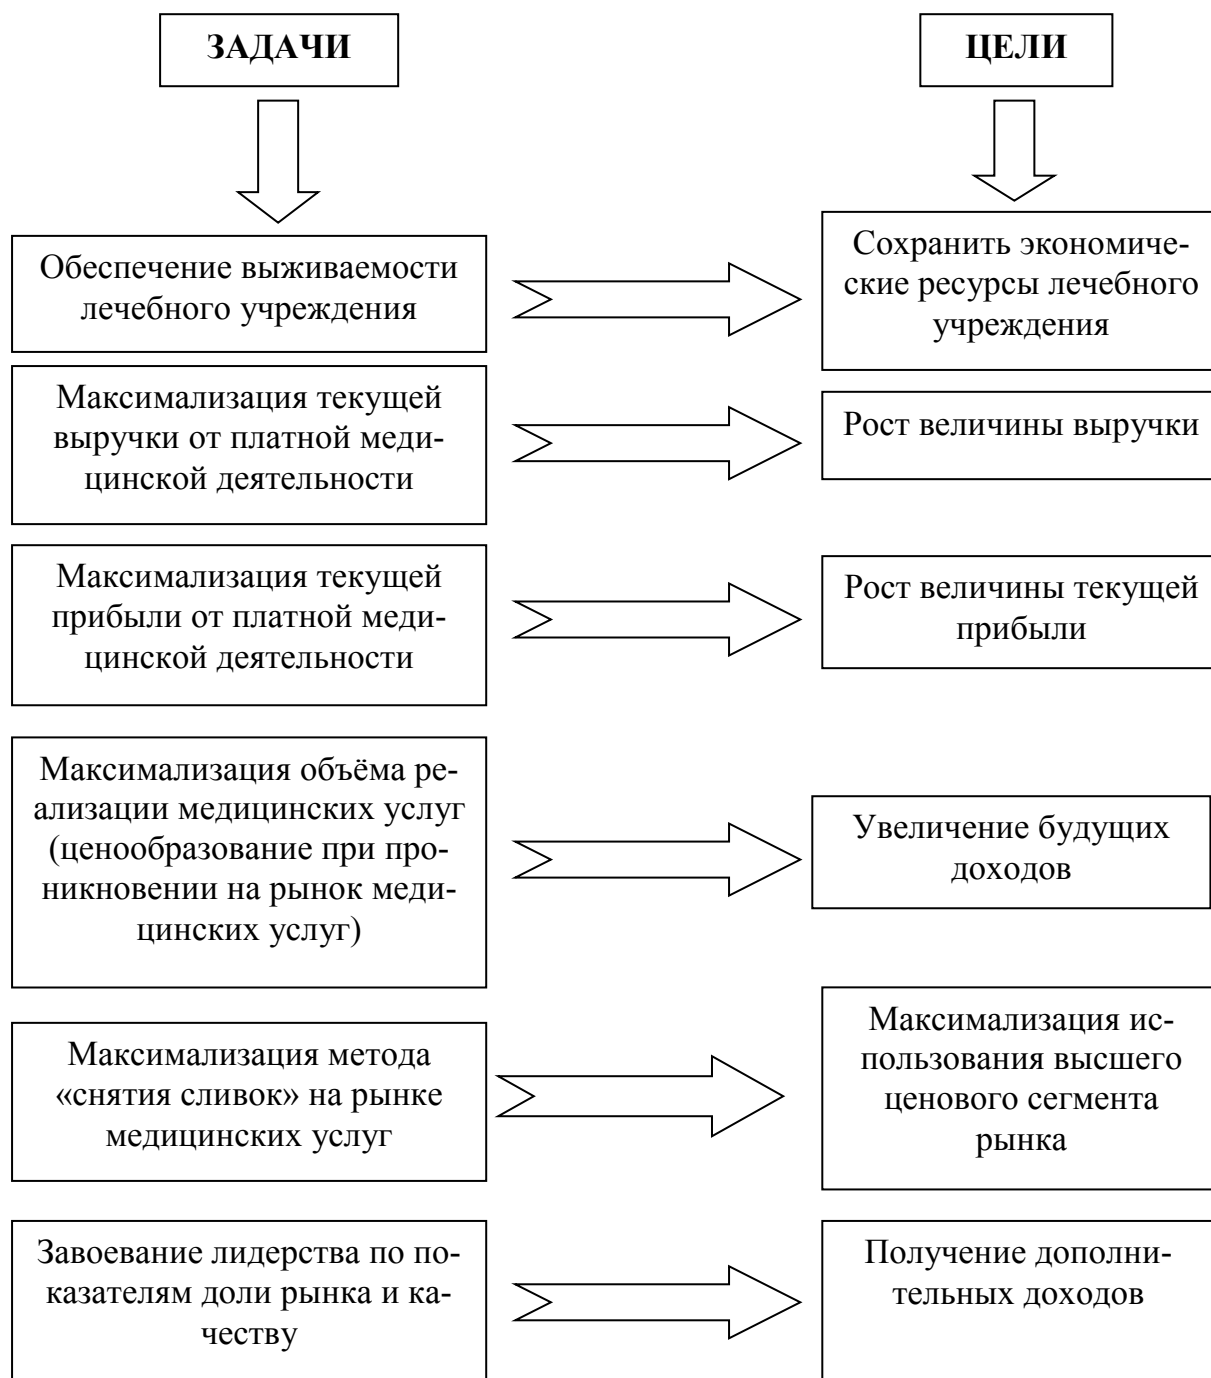 ЗАДАЧИ
ЦЕЛИ
Обеспечение выживаемости
лечебного учреждения
Сохранить экономиче-
ские ресурсы лечебного
учреждения
Максимализация текущей
выручки от платной меди-
цинской деятельности
Рост величины выручки
Максимализация текущей
прибыли от платной меди-
цинской деятельности
Рост величины текущей
прибыли
Максимализация объёма ре-
ализации медицинских услуг
(ценообразование при про-
никновении на рынок меди-
цинских услуг)
Увеличение будущих
доходов
Максимализация метода
«снятия сливок» на рынке
медицинских услуг
Максимализация ис-
пользования высшего
ценового сегмента
рынка
Завоевание лидерства по по-
казателям доли рынка и ка-
честву
Получение дополни-
тельных доходов